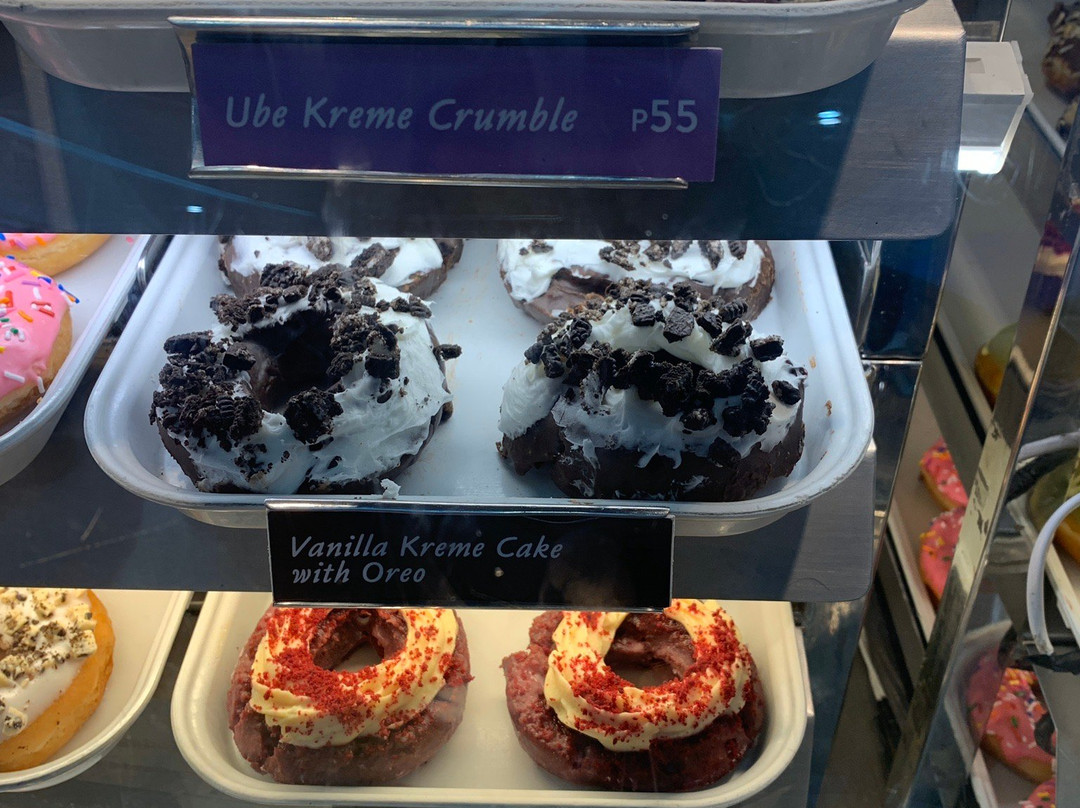 Ube Kreme Crumble P55
Vanilla Kreme Cake
with Oreo